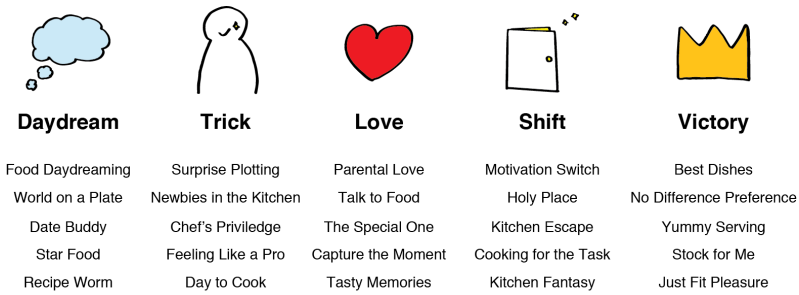 Daydream
Food Daydreaming
World on a Plate
Date Buddy
Star Food
Recipe Worm
Trick
Surprise Plotting
Newbies in the Kitchen
Chef's Priviledge
Feeling Like a Pro
Day to Cook
Love
Parental Love
Talk to Food
The Special One
Capture the Moment
Tasty Memories
Shift
Motivation Switch
Holy Place
Kitchen Escape
Cooking for the Task
Kitchen Fantasy
Victory
Best Dishes
No Difference Preference
Yummy Serving
Stock for Me
Just Fit Pleasure